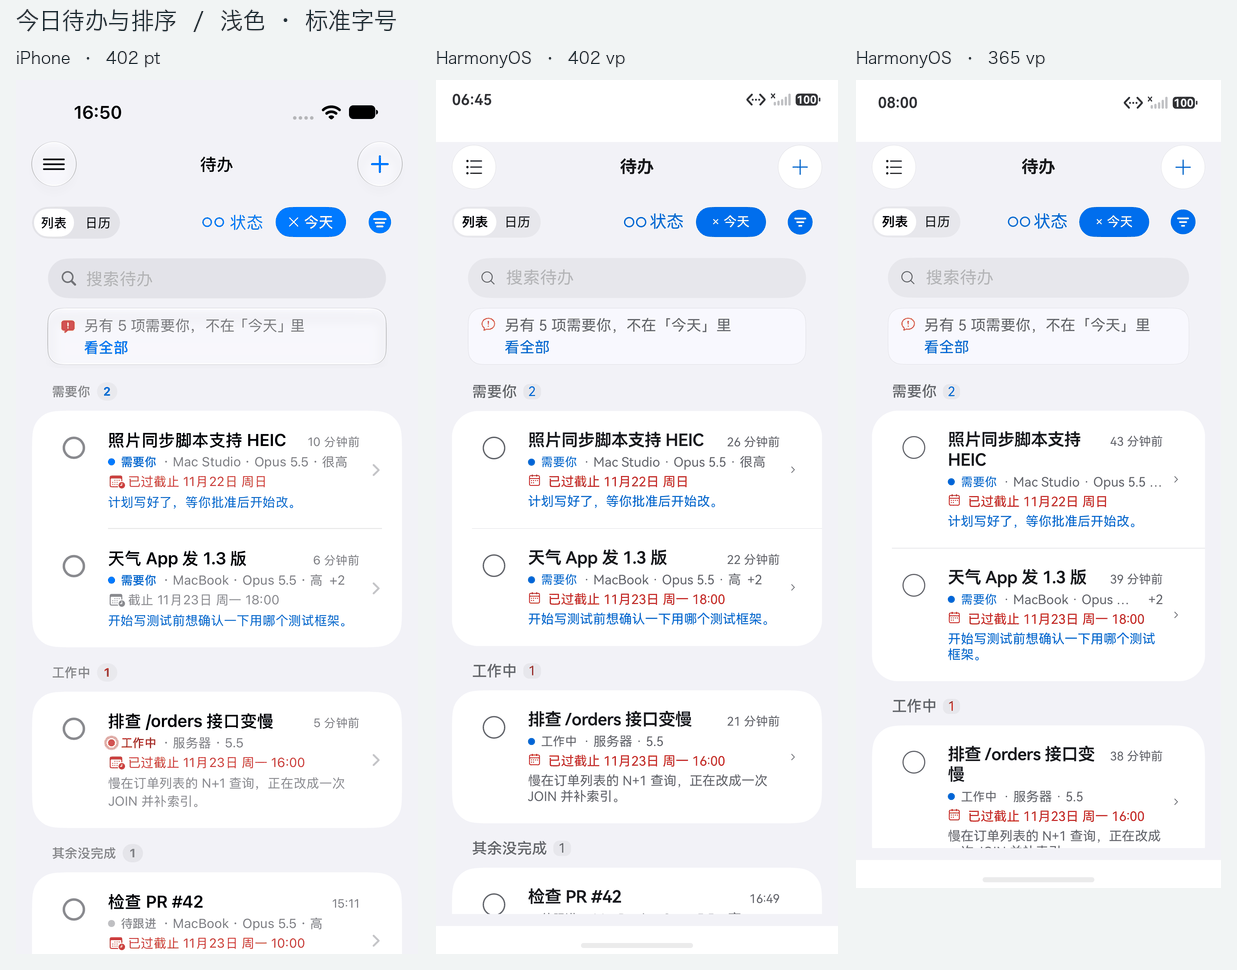 今日待办与排序 / 浅色 · 标准字号
iPhone · 402 pt
16:50
待办
列表
日历
状态
× 今天
搜索待办
另有 5 项需要你，不在「今天」里
看全部
需要你 2
照片同步脚本支持 HEIC
10 分钟前
需要你 · Mac Studio · Opus 5.5 · 很高
已过截止 11月22日 周日
计划写好了，等你批准后开始改。
天气 App 发 1.3 版
6 分钟前
需要你 · MacBook · Opus 5.5 · 高 +2
截止 11月23日 周一 18:00
开始写测试前想确认一下用哪个测试框架。
工作中 1
排查 /orders 接口变慢
5 分钟前
工作中 · 服务器 · 5.5
已过截止 11月23日 周一 16:00
慢在订单列表的 N+1 查询，正在改成一次
JOIN 并补索引。
其余没完成 1
检查 PR #42
15:11
待跟进 · MacBook · Opus 5.5 · 高
已过截止 11月23日 周一 10:00
HarmonyOS · 402 vp
06:45
100
待办
列表
日历
状态
× 今天
搜索待办
另有 5 项需要你，不在「今天」里
看全部
需要你 2
照片同步脚本支持 HEIC
26 分钟前
需要你 · Mac Studio · Opus 5.5 · 很高
已过截止 11月22日 周日
计划写好了，等你批准后开始改。
天气 App 发 1.3 版
22 分钟前
需要你 · MacBook · Opus 5.5 · 高 +2
已过截止 11月23日 周一 18:00
开始写测试前想确认一下用哪个测试框架。
工作中 1
排查 /orders 接口变慢
21 分钟前
工作中 · 服务器 · 5.5
已过截止 11月23日 周一 16:00
慢在订单列表的 N+1 查询，正在改成一次
JOIN 并补索引。
其余没完成 1
检查 PR #42
16:49
HarmonyOS · 365 vp
08:00
100
待办
列表
日历
状态
× 今天
搜索待办
另有 5 项需要你，不在「今天」里
看全部
需要你 2
照片同步脚本支持
HEIC
43 分钟前
需要你 · Mac Studio · Opus 5.5 ...
已过截止 11月22日 周日
计划写好了，等你批准后开始改。
天气 App 发 1.3 版
39 分钟前
需要你 · MacBook · Opus ... +2
已过截止 11月23日 周一 18:00
开始写测试前想确认一下用哪个测试
框架。
工作中 1
排查 /orders 接口变
慢
38 分钟前
工作中 · 服务器 · 5.5
已过截止 11月23日 周一 16:00
慢在订单列表的 N+1 查询，正在改成